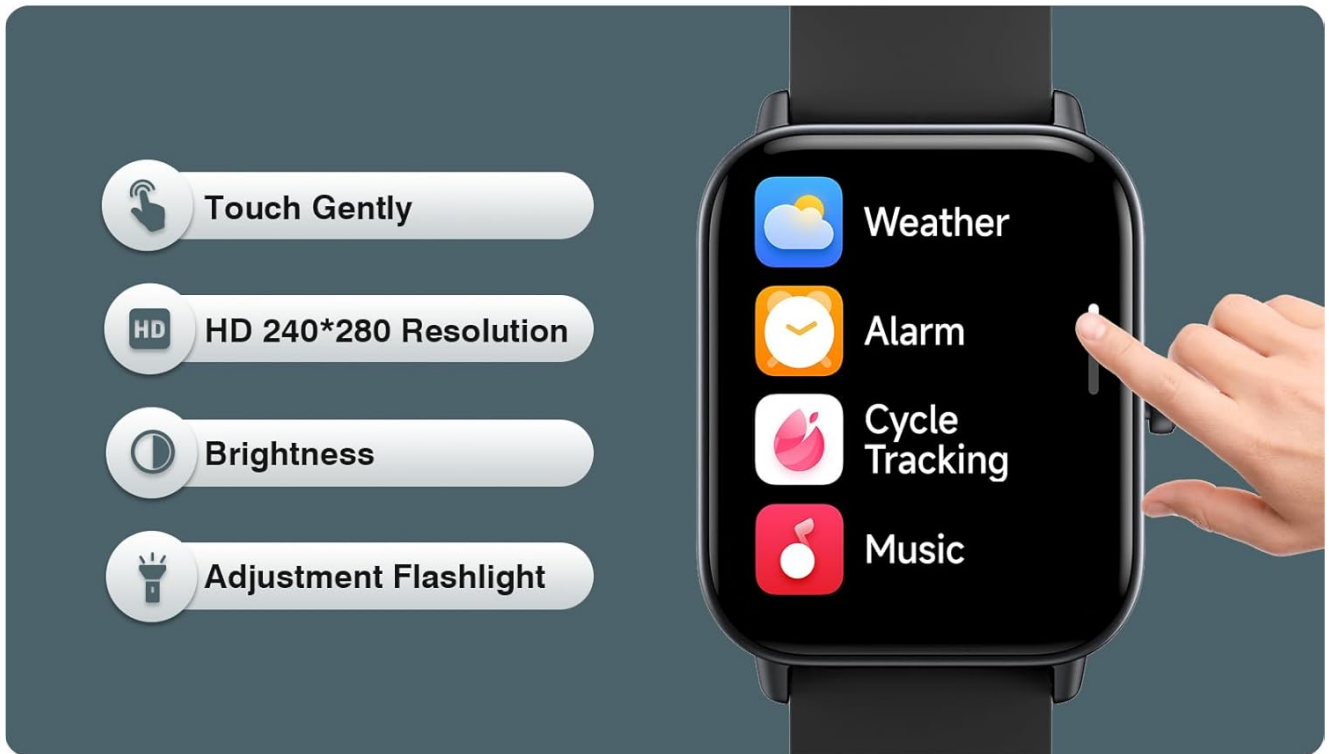 Touch Gently
HD
HD 240*280 Resolution
Brightness
Adjustment Flashlight
Weather
Alarm
Cycle
Tracking
Music